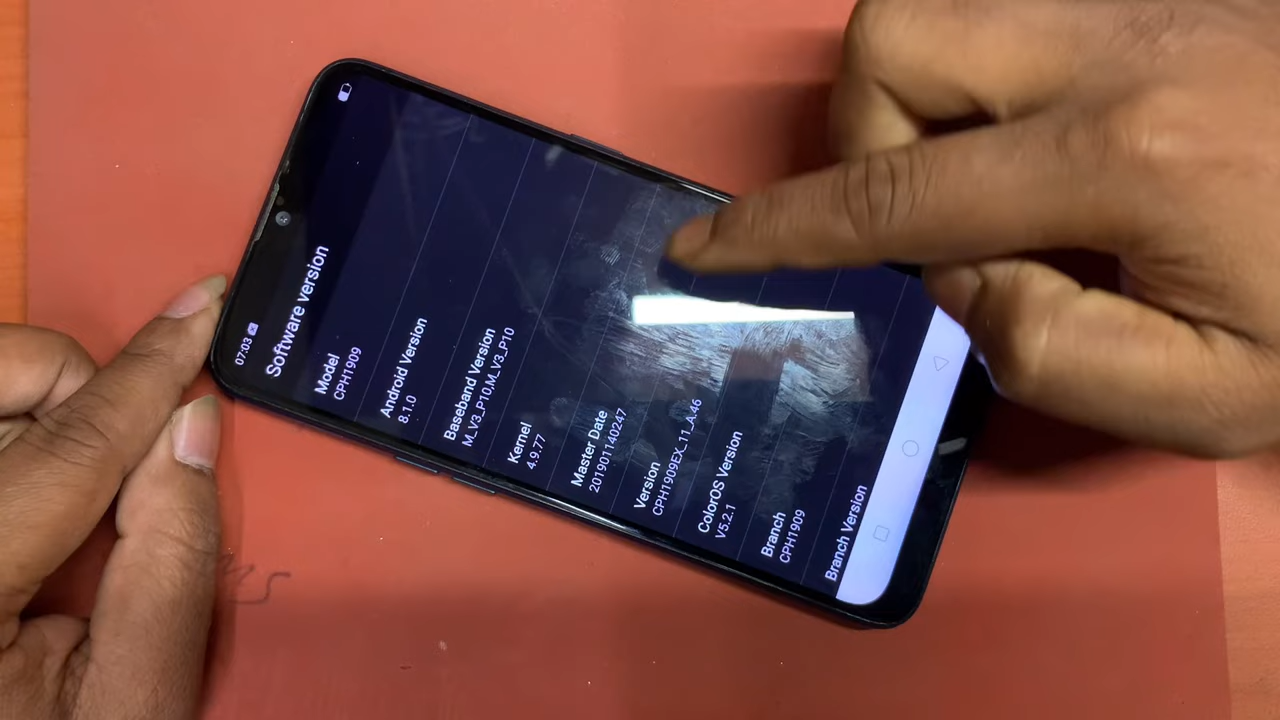 07:03
Software version
Model
CPH1909
Android Version
8.1.0
Baseband Version
M_V3_P10,M_V3_P10
Kernel
4.9.77
Master Date
201901140247
Version
CPH1909EX_11_A.46
ColorOS Version
V5.2.1
Branch
CPH1909
Branch Version